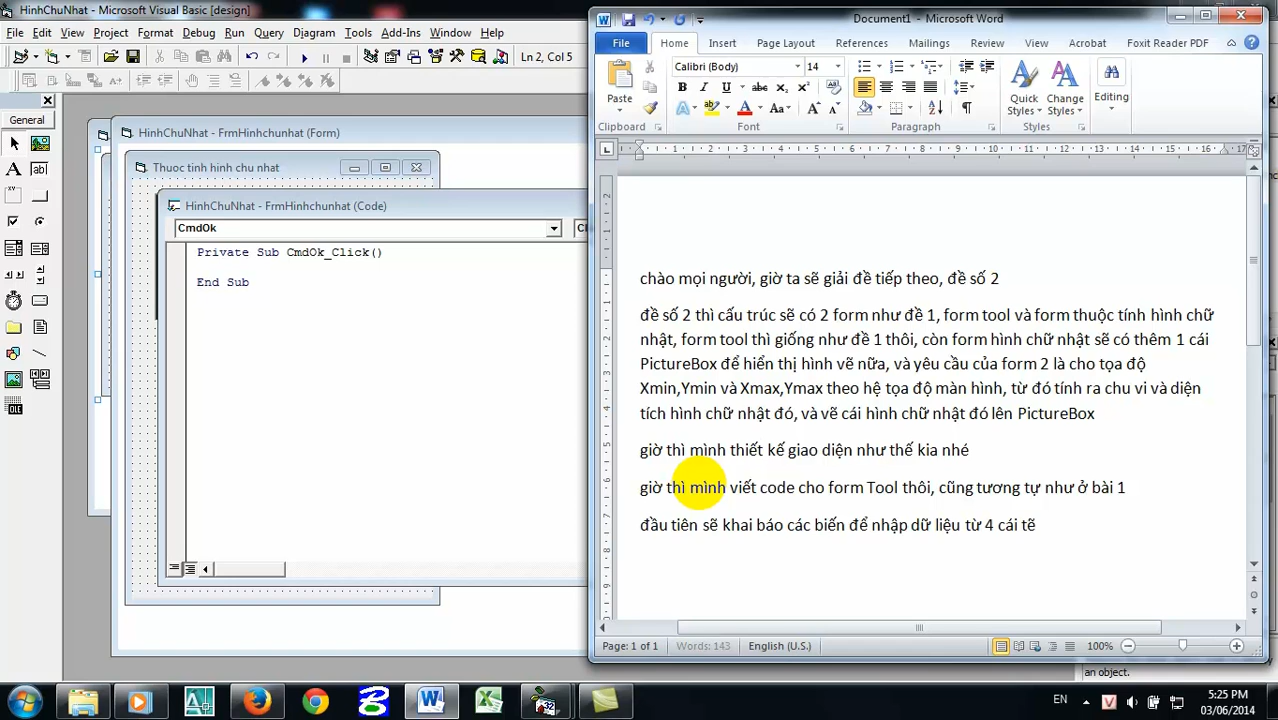 HinhChuNhat - Microsoft Visual Basic [design]
File Edit View Project Format Debug Run Query Diagram Tools Add-Ins Window Help
Ln 2, Col 5
General
HinhChuNhat - FrmHinhchunhat (Form)
Thuoc tinh hinh chu nhat
HinhChuNhat - FrmHinhchunhat (Code)
CmdOk
Private Sub CmdOk_Click()
End Sub
Document1 - Microsoft Word
File Home Insert Page Layout References Mailings Review View Acrobat Foxit Reader PDF
Calibri (Body) 14
Paste
Quick Styles
Change Styles
Editing
Clipboard Font Paragraph Styles
chào mọi người, giờ ta sẽ giải đề tiếp theo, đề số 2
đề số 2 thì cấu trúc sẽ có 2 form như đề 1, form tool và form thuộc tính hình chữ
nhật, form tool thì giống như đề 1 thôi, còn form hình chữ nhật sẽ có thêm 1 cái
PictureBox để hiển thị hình vẽ nữa, và yêu cầu của form 2 là cho tọa độ
Xmin,Ymin và Xmax,Ymax theo hệ tọa độ màn hình, từ đó tính ra chu vi và diện
tích hình chữ nhật đó, và vẽ cái hình chữ nhật đó lên PictureBox
giờ thì mình thiết kế giao diện như thế kia nhé
giờ thì mình viết code cho form Tool thôi, cũng tương tự như ở bài 1
đầu tiên sẽ khai báo các biến để nhập dữ liệu từ 4 cái tẽ
Page: 1 of 1 Words: 143 English (U.S.) 100%
an object.
EN 5:25 PM
03/06/2014